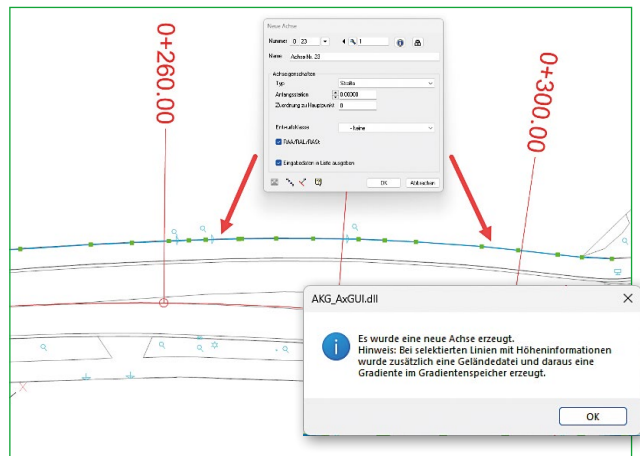 0+260.00
0+300.00
Neue Achse
Nummer 0 23 1
Name Achse Nr. 23
Achseigenschaften
Typ Straße
Anfangsstation 0.00000
Zuordnung zu Hauptpunkt 0
Entwurfsklasse - keine
RAA/RAL/RASt
Eingabedaten in Liste ausgeben
OK Abbrechen
AKG_AxGUI.dll
Es wurde eine neue Achse erzeugt.
Hinweis: Bei selektierten Linien mit Höheninformationen
wurde zusätzlich eine Geländedatei und daraus eine
Gradiente im Gradientenspeicher erzeugt.
OK